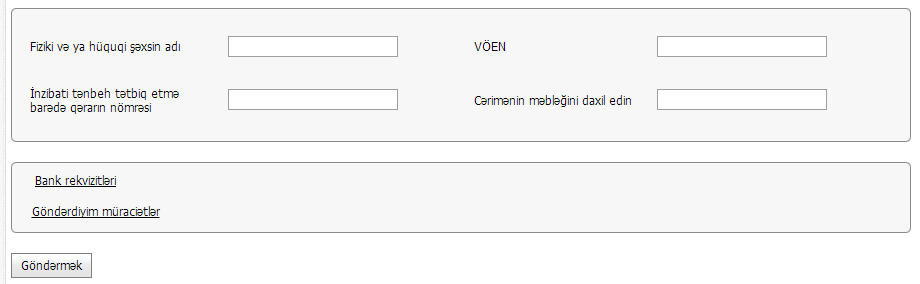 Fiziki və ya hüquqi şəxsin adı
VÖEN
İnzibati tənbeh tətbiq etmə
barədə qərarın nömrəsi
Cərimənin məbləğini daxil edin
Bank rekvizitləri
Göndərdiyim müraciətlər
Göndərmək